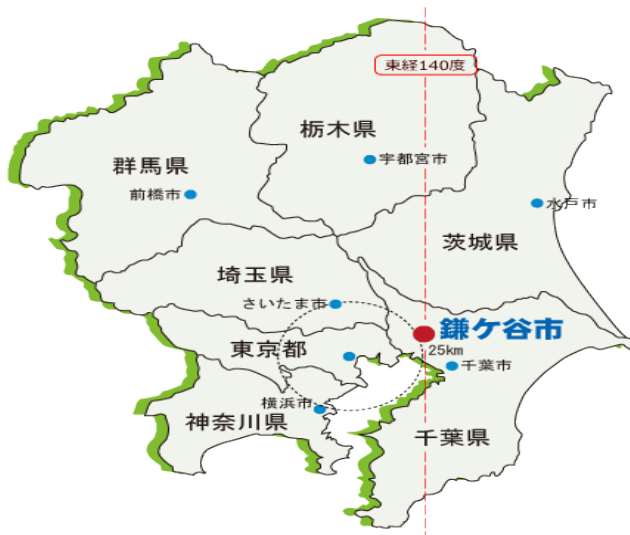 東経140度
栃木県
宇都宮市
群馬県
前橋市
水戸市
茨城県
埼玉県
さいたま市
鎌ケ谷市
25km
東京都
千葉市
横浜市
神奈川県
千葉県